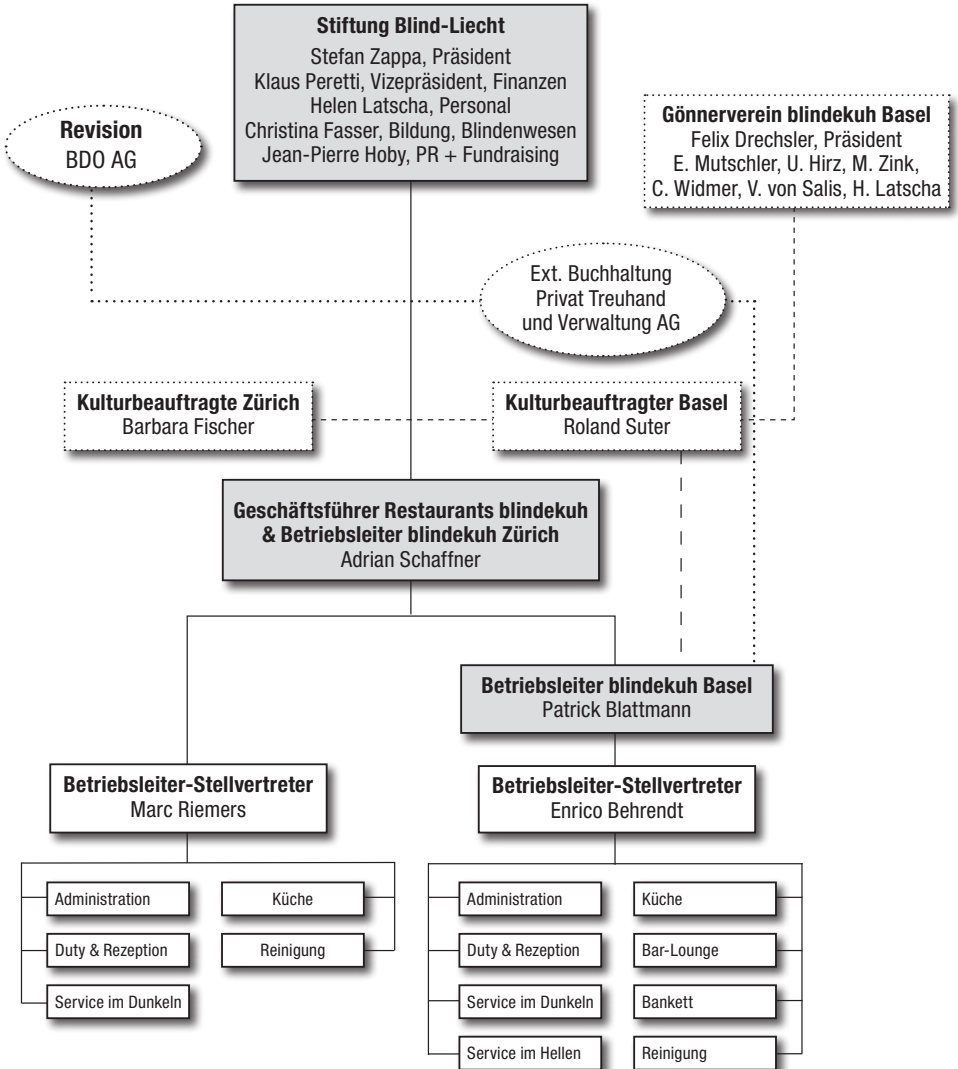 Stiftung Blind-Liecht
Stefan Zappa, Präsident
Klaus Peretti, Vizepräsident, Finanzen
Helen Latscha, Personal
Christina Fasser, Bildung, Blindenwesen
Jean-Pierre Hoby, PR + Fundraising
Revision
BDO AG
Gönnerverein blindekuh Basel
Felix Drechsler, Präsident
E. Mutschler, U. Hirz, M. Zink,
C. Widmer, V. von Salis, H. Latscha
Ext. Buchhaltung
Privat Treuhand
und Verwaltung AG
Kulturbeauftragte Zürich
Barbara Fischer
Kulturbeauftragter Basel
Roland Suter
Geschäftsführer Restaurants blindekuh
& Betriebsleiter blindekuh Zürich
Adrian Schaffner
Betriebsleiter blindekuh Basel
Patrick Blattmann
Betriebsleiter-Stellvertreter
Marc Riemers
Betriebsleiter-Stellvertreter
Enrico Behrendt
Administration
Küche
Duty & Rezeption
Reinigung
Service im Dunkeln
Administration
Küche
Duty & Rezeption
Bar-Lounge
Service im Dunkeln
Bankett
Service im Hellen
Reinigung